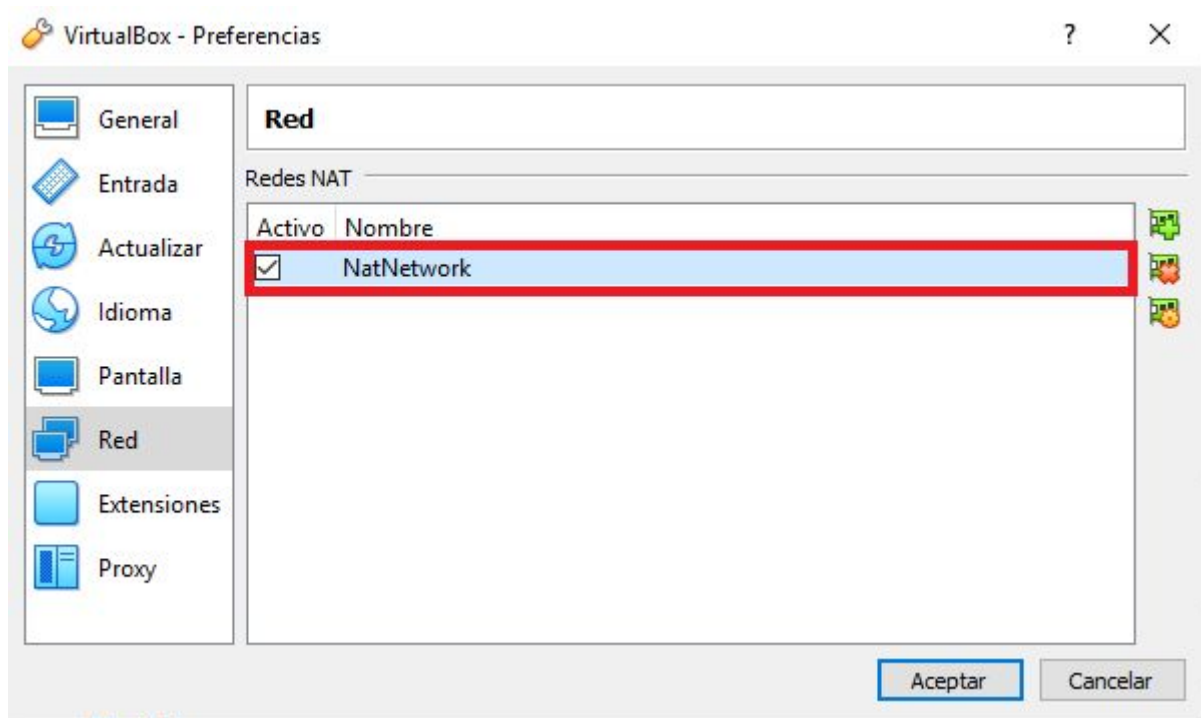 VirtualBox - Preferencias
?
General
Entrada
Actualizar
Idioma
Pantalla
Red
Extensiones
Proxy
Red
Redes NAT
Activo Nombre
NatNetwork
Aceptar Cancelar